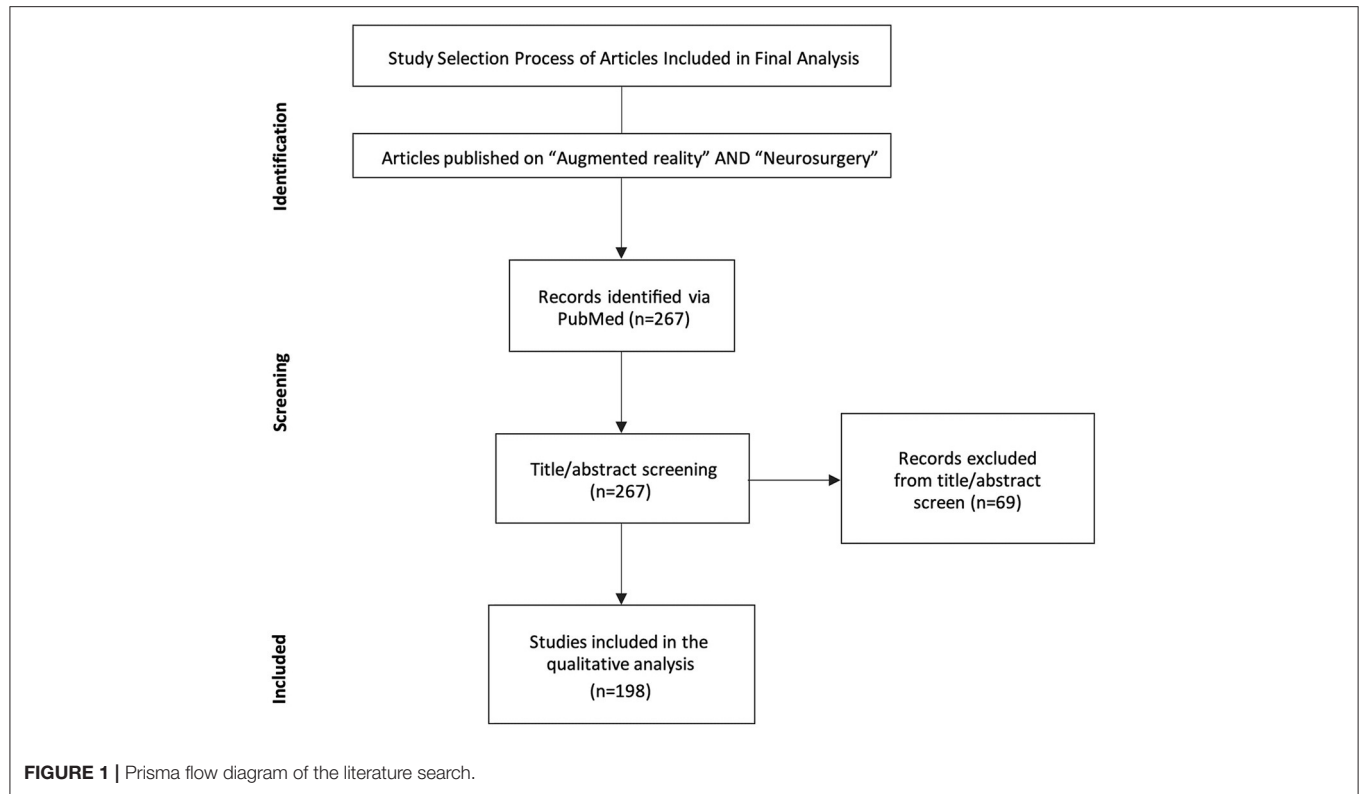 Study Selection Process of Articles Included in Final Analysis
Identification
Articles published on “Augmented reality” AND “Neurosurgery”
Records identified via
PubMed (n=267)
Screening
Title/abstract screening
(n=267)
Records excluded
from title/abstract
screen (n=69)
Included
Studies included in the
qualitative analysis
(n=198)
FIGURE 1 | Prisma flow diagram of the literature search.